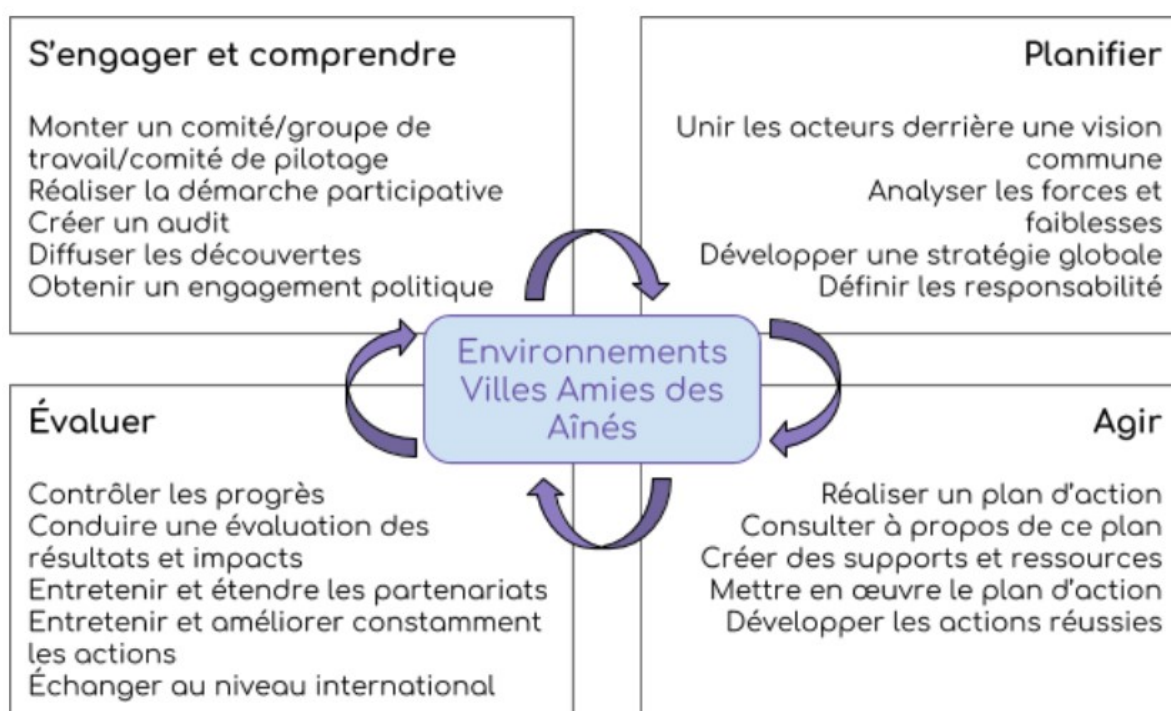 S'engager et comprendre
Monter un comité/groupe de
travail/comité de pilotage
Réaliser la démarche participative
Créer un audit
Diffuser les découvertes
Obtenir un engagement politique
Planifier
Unir les acteurs derrière une vision
commune
Analyser les forces et
faiblesses
Développer une stratégie globale
Définir les responsabilité
Environnements
Villes Amies des
Aînés
Évaluer
Contrôler les progrès
Conduire une évaluation des
résultats et impacts
Entretenir et étendre les partenariats
Entretenir et améliorer constamment
les actions
Échanger au niveau international
Agir
Réaliser un plan d'action
Consulter à propos de ce plan
Créer des supports et ressources
Mettre en œuvre le plan d'action
Développer les actions réussies